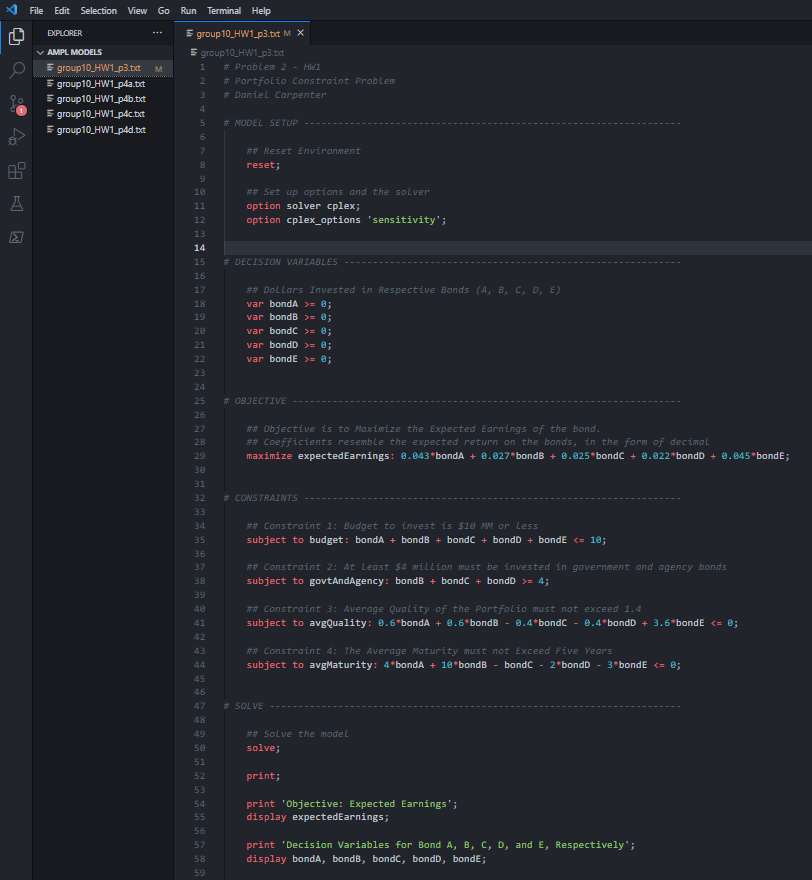 File Edit Selection View Go Run Terminal Help
EXPLORER ···
AMPL MODELS
group10_HW1_p3.txt M
group10_HW1_p4a.txt
group10_HW1_p4b.txt
group10_HW1_p4c.txt
group10_HW1_p4d.txt
1
group10_HW1_p3.txt M ×
group10_HW1_p3.txt
1 # Problem 2 - HW1
2 # Portfolio Constraint Problem
3 # Daniel Carpenter
4
5 # MODEL SETUP ------------------------------------------------------------------
6
7 ## Reset Environment
8 reset;
9
10 ## Set up options and the solver
11 option solver cplex;
12 option cplex_options 'sensitivity';
13
14
15 # DECISION VARIABLES -----------------------------------------------------------
16
17 ## Dollars Invested in Respective Bonds (A, B, C, D, E)
18 var bondA >= 0;
19 var bondB >= 0;
20 var bondC >= 0;
21 var bondD >= 0;
22 var bondE >= 0;
23
24
25 # OBJECTIVE --------------------------------------------------------------------
26
27 ## Objective is to Maximize the Expected Earnings of the bond.
28 ## Coefficients resemble the expected return on the bonds, in the form of decimal
29 maximize expectedEarnings: 0.043*bondA + 0.027*bondB + 0.025*bondC + 0.022*bondD + 0.045*bondE;
30
31
32 # CONSTRAINTS ------------------------------------------------------------------
33
34 ## Constraint 1: Budget to invest is $10 MM or less
35 subject to budget: bondA + bondB + bondC + bondD + bondE <= 10;
36
37 ## Constraint 2: At least $4 million must be invested in government and agency bonds
38 subject to govtAndAgency: bondB + bondC + bondD >= 4;
39
40 ## Constraint 3: Average Quality of the Portfolio must not exceed 1.4
41 subject to avgQuality: 0.6*bondA + 0.6*bondB - 0.4*bondC - 0.4*bondD + 3.6*bondE <= 0;
42
43 ## Constraint 4: The Average Maturity must not Exceed Five Years
44 subject to avgMaturity: 4*bondA + 10*bondB - bondC - 2*bondD - 3*bondE <= 0;
45
46
47 # SOLVE ------------------------------------------------------------------------
48
49 ## Solve the model
50 solve;
51
52 print;
53
54 print 'Objective: Expected Earnings';
55 display expectedEarnings;
56
57 print 'Decision Variables for Bond A, B, C, D, and E, Respectively';
58 display bondA, bondB, bondC, bondD, bondE;
59